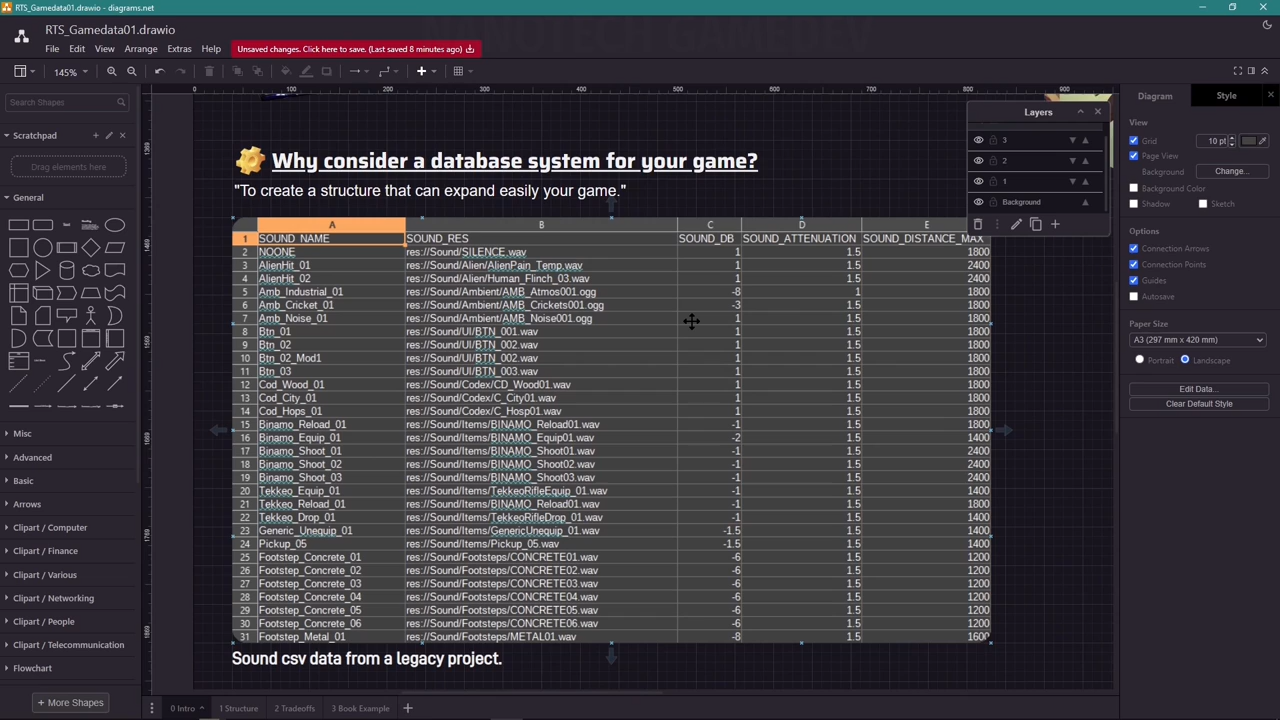 RTS_Gamedata01.drawio - diagrams.net
RTS_Gamedata01.drawio
File Edit View Arrange Extras Help Unsaved changes. Click here to save. (Last saved 8 minutes ago)
145%
0 100 200 300 400 500 600 700 800 900
Search Shapes
Scratchpad
Drag elements here
General
Misc
Advanced
Basic
Arrows
Clipart / Computer
Clipart / Finance
Clipart / Various
Clipart / Networking
Clipart / People
Clipart / Telecommunication
Flowchart
+ More Shapes
1389
1469
1569
1669
1769
1869
Why consider a database system for your game?
"To create a structure that can expand easily your game."
A B C D E
1 SOUND_NAME SOUND_RES SOUND_DB SOUND_ATTENUATION SOUND_DISTANCE_MAX
2 NOONE res://Sound/SILENCE.wav 1 1.5 1800
3 AlienHit_01 res://Sound/Alien/AlienPain_Temp.wav 1 1.5 2400
4 AlienHit_02 res://Sound/Alien/Human_Flinch_03.wav 1 1.5 2400
5 Amb_Industrial_01 res://Sound/Ambient/AMB_Atmos001.ogg -8 1 1800
6 Amb_Cricket_01 res://Sound/Ambient/AMB_Crickets001.ogg -3 1.5 1800
7 Amb_Noise_01 res://Sound/Ambient/AMB_Noise001.ogg 1 1.5 1800
8 Btn_01 res://Sound/UI/BTN_001.wav 1 1.5 1800
9 Btn_02 res://Sound/UI/BTN_002.wav 1 1.5 1800
10 Btn_02_Mod1 res://Sound/UI/BTN_002.wav 1 1.5 1800
11 Btn_03 res://Sound/UI/BTN_003.wav 1 1.5 1800
12 Cod_Wood_01 res://Sound/Codex/CD_Wood01.wav 1 1.5 1800
13 Cod_City_01 res://Sound/Codex/C_City01.wav 1 1.5 1800
14 Cod_Hops_01 res://Sound/Codex/C_Hosp01.wav 1 1.5 1800
15 Binamo_Reload_01 res://Sound/Items/BINAMO_Reload01.wav -1 1.5 1800
16 Binamo_Equip_01 res://Sound/Items/BINAMO_Equip01.wav -2 1.5 1400
17 Binamo_Shoot_01 res://Sound/Items/BINAMO_Shoot01.wav -1 1.5 2400
18 Binamo_Shoot_02 res://Sound/Items/BINAMO_Shoot02.wav -1 1.5 2400
19 Binamo_Shoot_03 res://Sound/Items/BINAMO_Shoot03.wav -1 1.5 2400
20 Tekkeo_Equip_01 res://Sound/Items/TekkeoRifleEquip_01.wav -1 1.5 1400
21 Tekkeo_Reload_01 res://Sound/Items/BINAMO_Reload01.wav -1 1.5 1800
22 Tekkeo_Drop_01 res://Sound/Items/TekkeoRifleDrop_01.wav -1 1.5 1400
23 Generic_Unequip_01 res://Sound/Items/GenericUnequip_01.wav -1.5 1.5 1400
24 Pickup_05 res://Sound/Items/Pickup_05.wav -1.5 1.5 1400
25 Footstep_Concrete_01 res://Sound/Footsteps/CONCRETE01.wav -6 1.5 1200
26 Footstep_Concrete_02 res://Sound/Footsteps/CONCRETE02.wav -6 1.5 1200
27 Footstep_Concrete_03 res://Sound/Footsteps/CONCRETE03.wav -6 1.5 1200
28 Footstep_Concrete_04 res://Sound/Footsteps/CONCRETE04.wav -6 1.5 1200
29 Footstep_Concrete_05 res://Sound/Footsteps/CONCRETE05.wav -6 1.5 1200
30 Footstep_Concrete_06 res://Sound/Footsteps/CONCRETE06.wav -6 1.5 1200
31 Footstep_Metal_01 res://Sound/Footsteps/METAL01.wav -8 1.5 1600
Sound csv data from a legacy project.
Layers
3
2
1
Background
Diagram Style
View
Grid 10 pt
Page View
Background Change...
Background Color
Shadow Sketch
Options
Connection Arrows
Connection Points
Guides
Autosave
Paper Size
A3 (297 mm x 420 mm)
Portrait Landscape
Edit Data...
Clear Default Style
0 Intro 1 Structure 2 Tradeoffs 3 Book Example